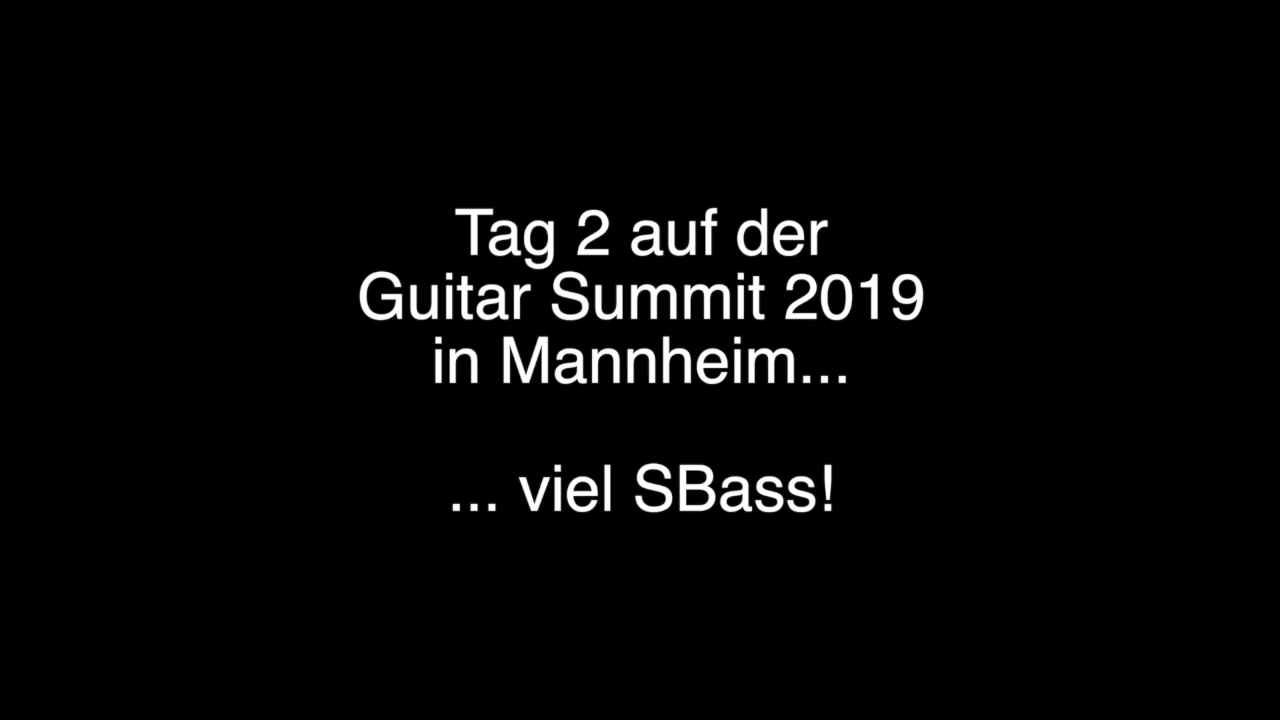 Tag 2 auf der
Guitar Summit 2019
in Mannheim...
... viel SBass!